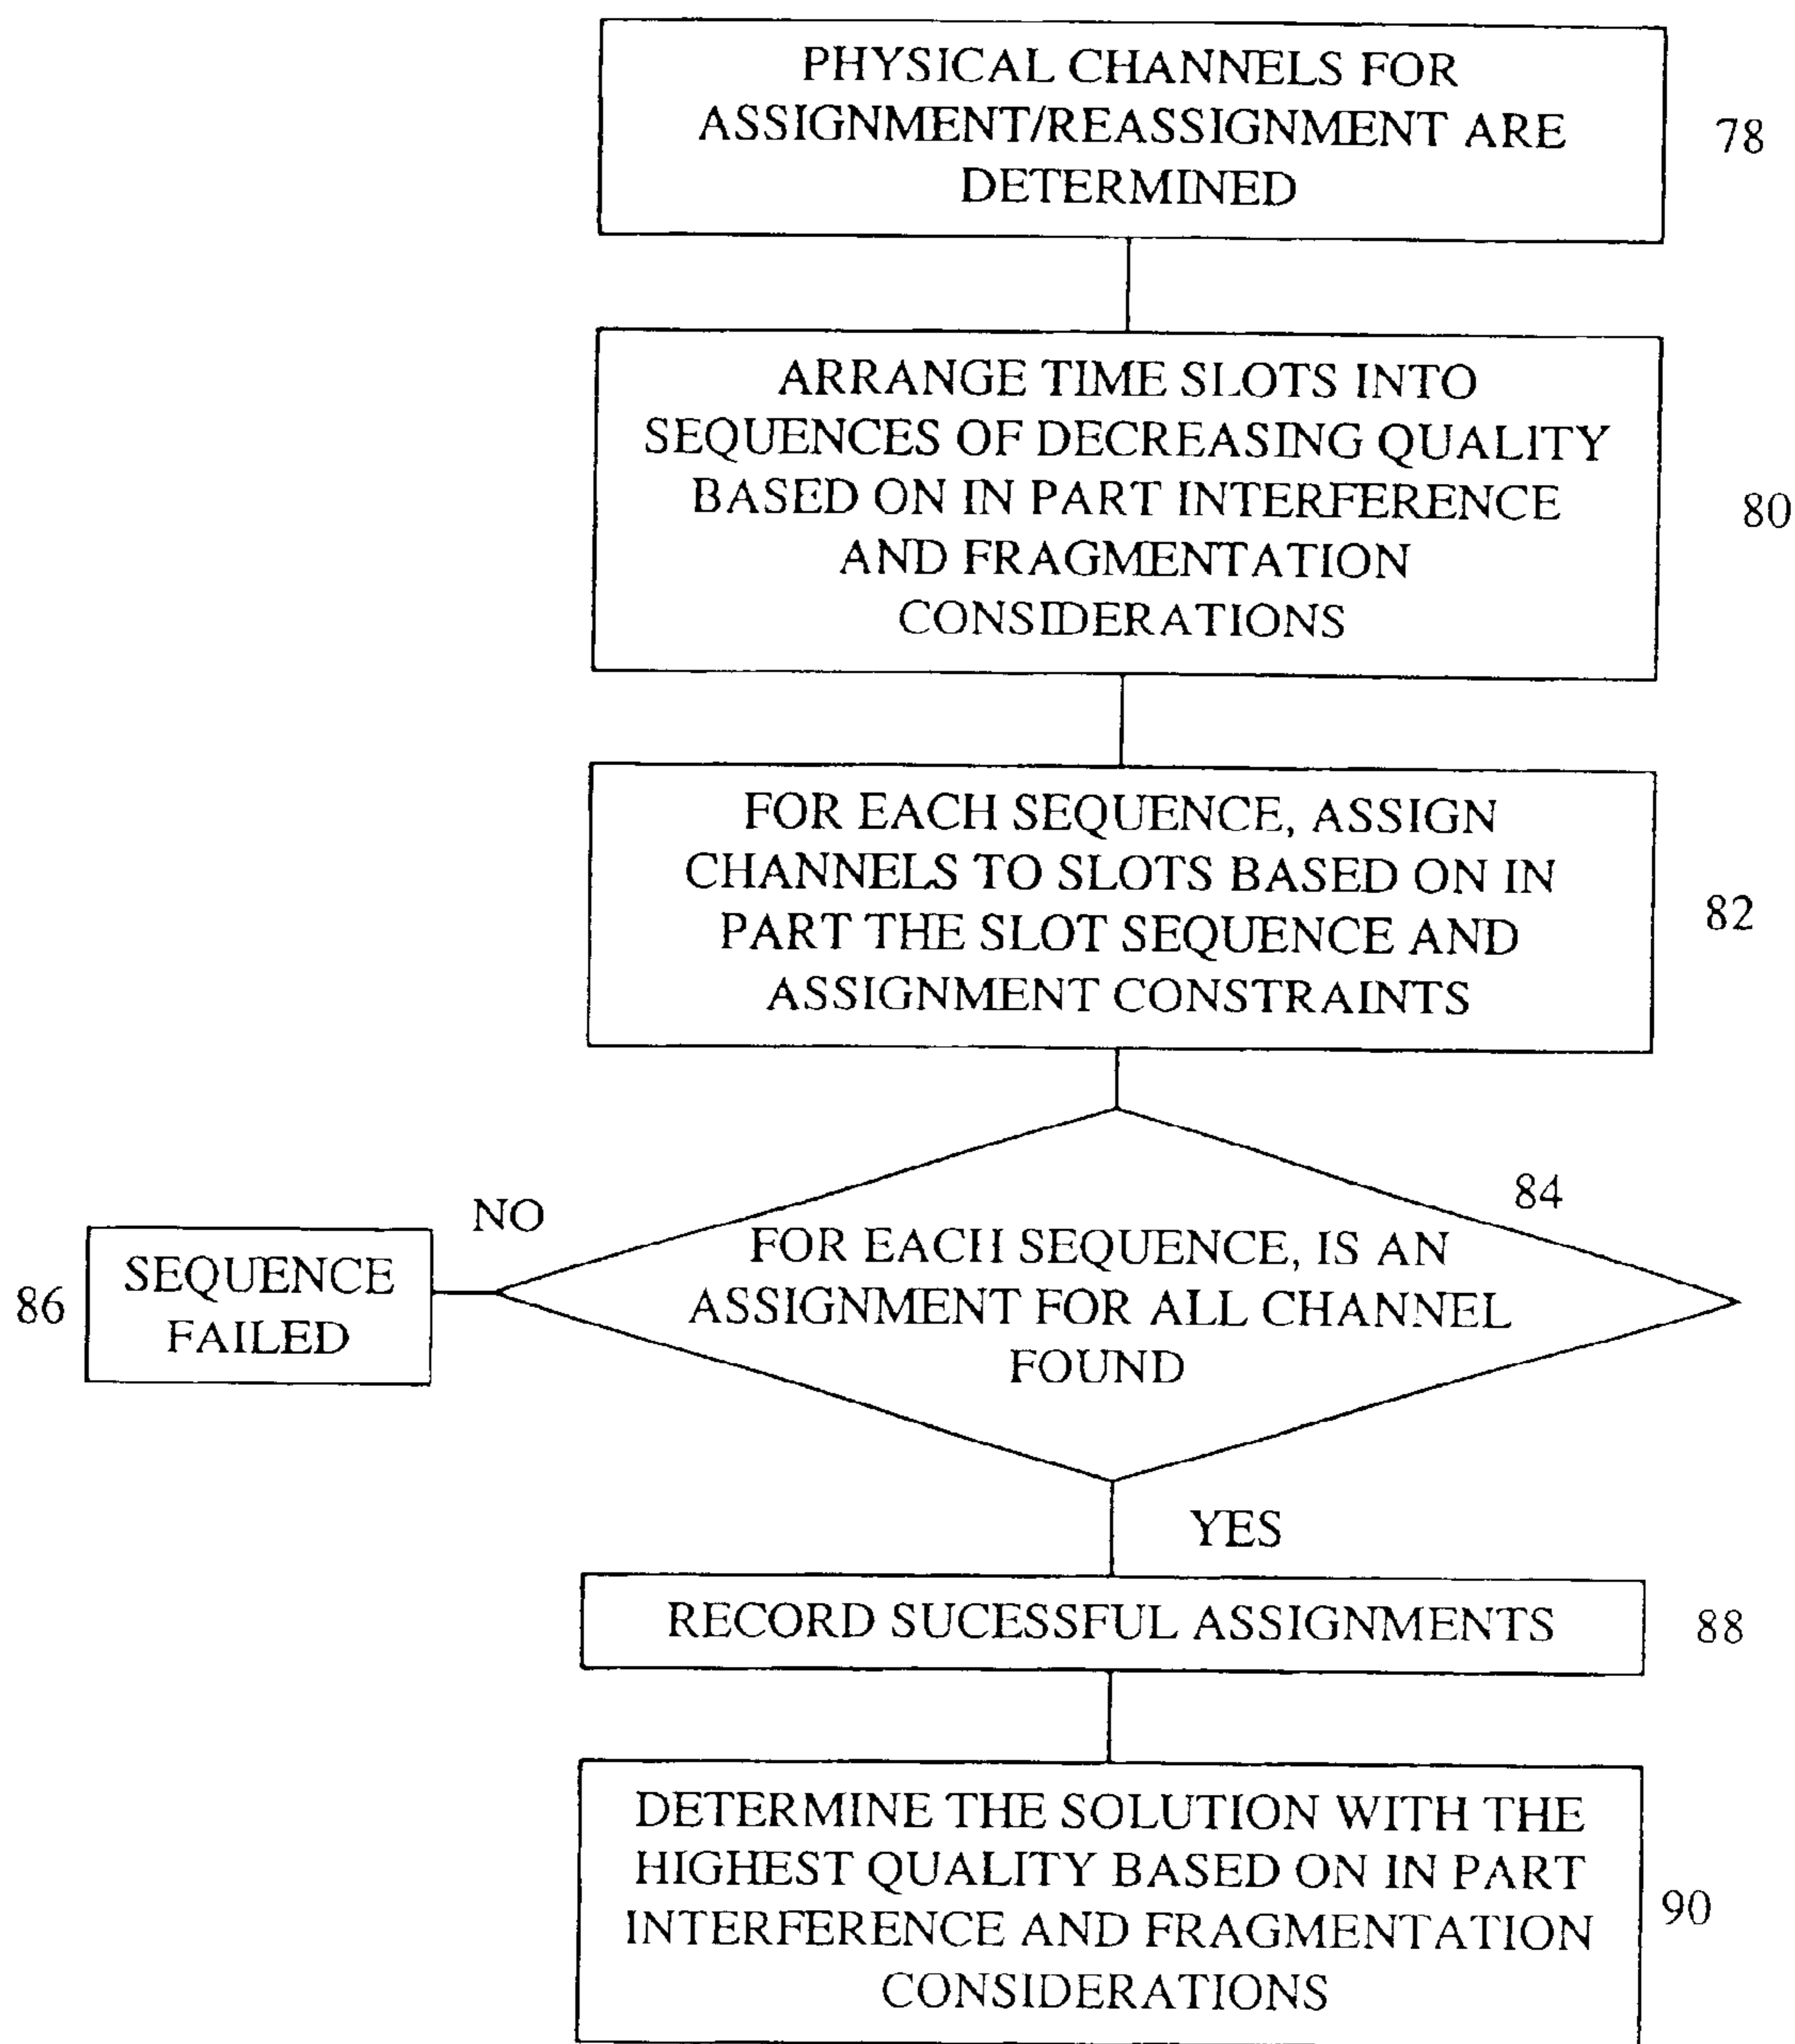 PHYSICAL CHANNELS FOR
ASSIGNMENT/REASSIGNMENT ARE
DETERMINED
78
ARRANGE TIME SLOTS INTO
SEQUENCES OF DECREASING QUALITY
BASED ON IN PART INTERFERENCE
AND FRAGMENTATION
CONSIDERATIONS
80
FOR EACH SEQUENCE, ASSIGN
CHANNELS TO SLOTS BASED ON IN
PART THE SLOT SEQUENCE AND
ASSIGNMENT CONSTRAINTS
82
84
FOR EACH SEQUENCE, IS AN
ASSIGNMENT FOR ALL CHANNEL
FOUND
NO
86
SEQUENCE
FAILED
YES
RECORD SUCESSFUL ASSIGNMENTS
88
DETERMINE THE SOLUTION WITH THE
HIGHEST QUALITY BASED ON IN PART
INTERFERENCE AND FRAGMENTATION
CONSIDERATIONS
90